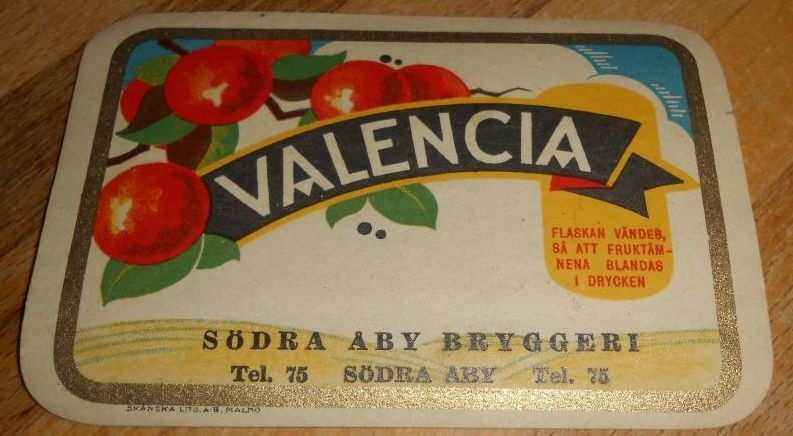 VALENCIA
FLASKAN VÄNDES,
SÅ ATT FRUKTÄM-
NENA BLANDAS
I DRYCKEN
SÖDRA ÅBY BRYGGERI
Tel. 75 SÖDRA ÅBY Tel. 75
SKÅNSKA LITO. A-B. MALMÖ